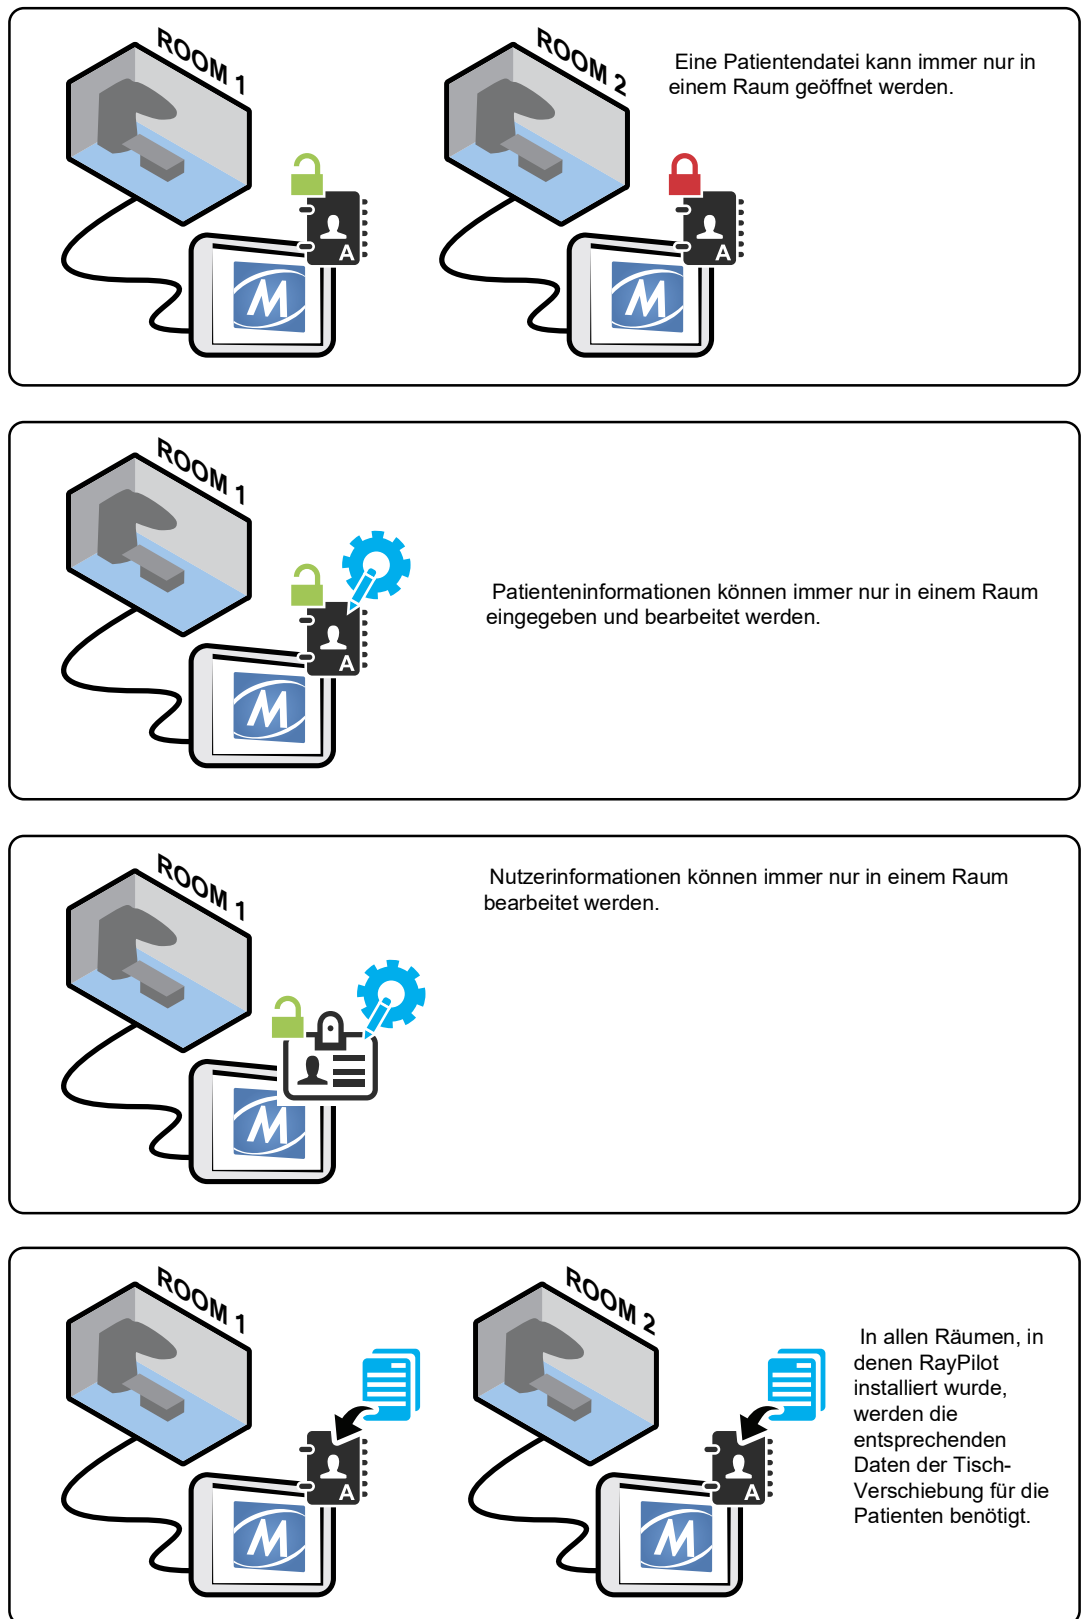 ROOM 1
ROOM 2
Eine Patientendatei kann immer nur in
einem Raum geöffnet werden.
A
A
M
M
ROOM 1
Patienteninformationen können immer nur in einem Raum
eingegeben und bearbeitet werden.
A
M
ROOM 1
Nutzerinformationen können immer nur in einem Raum
bearbeitet werden.
M
ROOM 1
ROOM 2
In allen Räumen, in
denen RayPilot
installiert wurde,
werden die
entsprechenden
Daten der Tisch-
Verschiebung für die
Patienten benötigt.
A
A
M
M